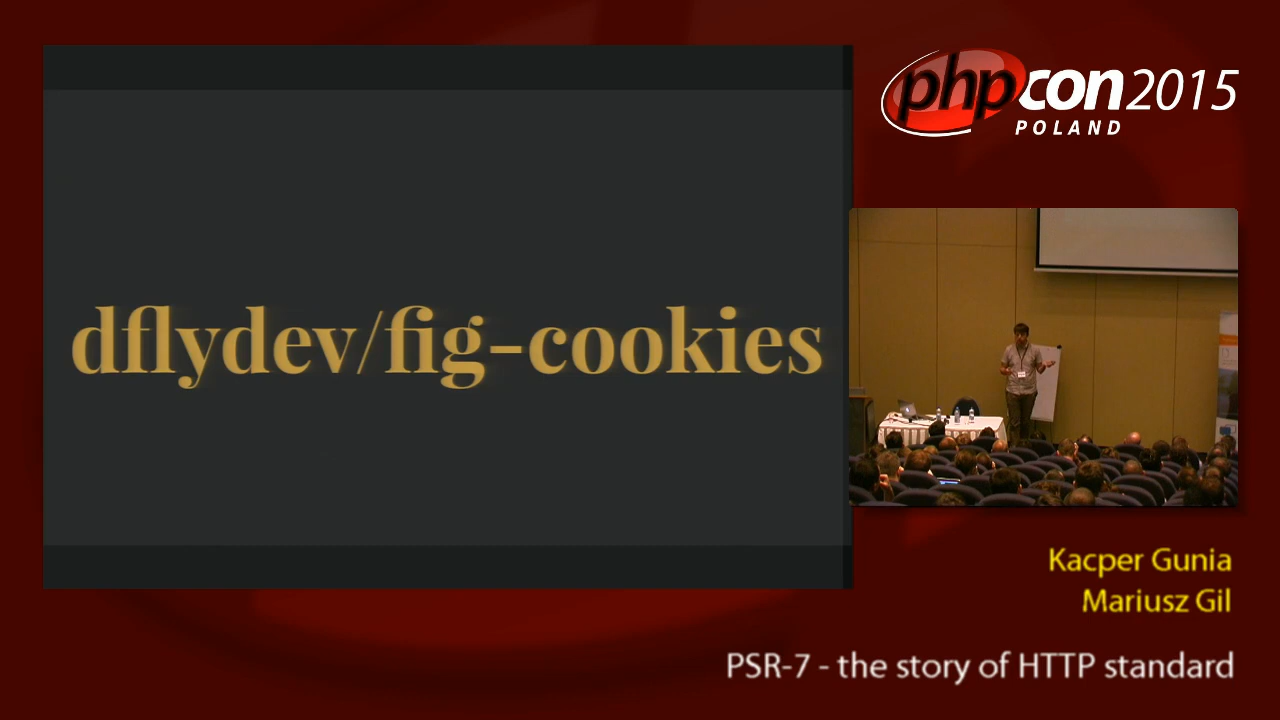 dflydev/fig-cookies
phpcon2015
POLAND
Kacper Gunia
Mariusz Gil
PSR-7 - the story of HTTP standard